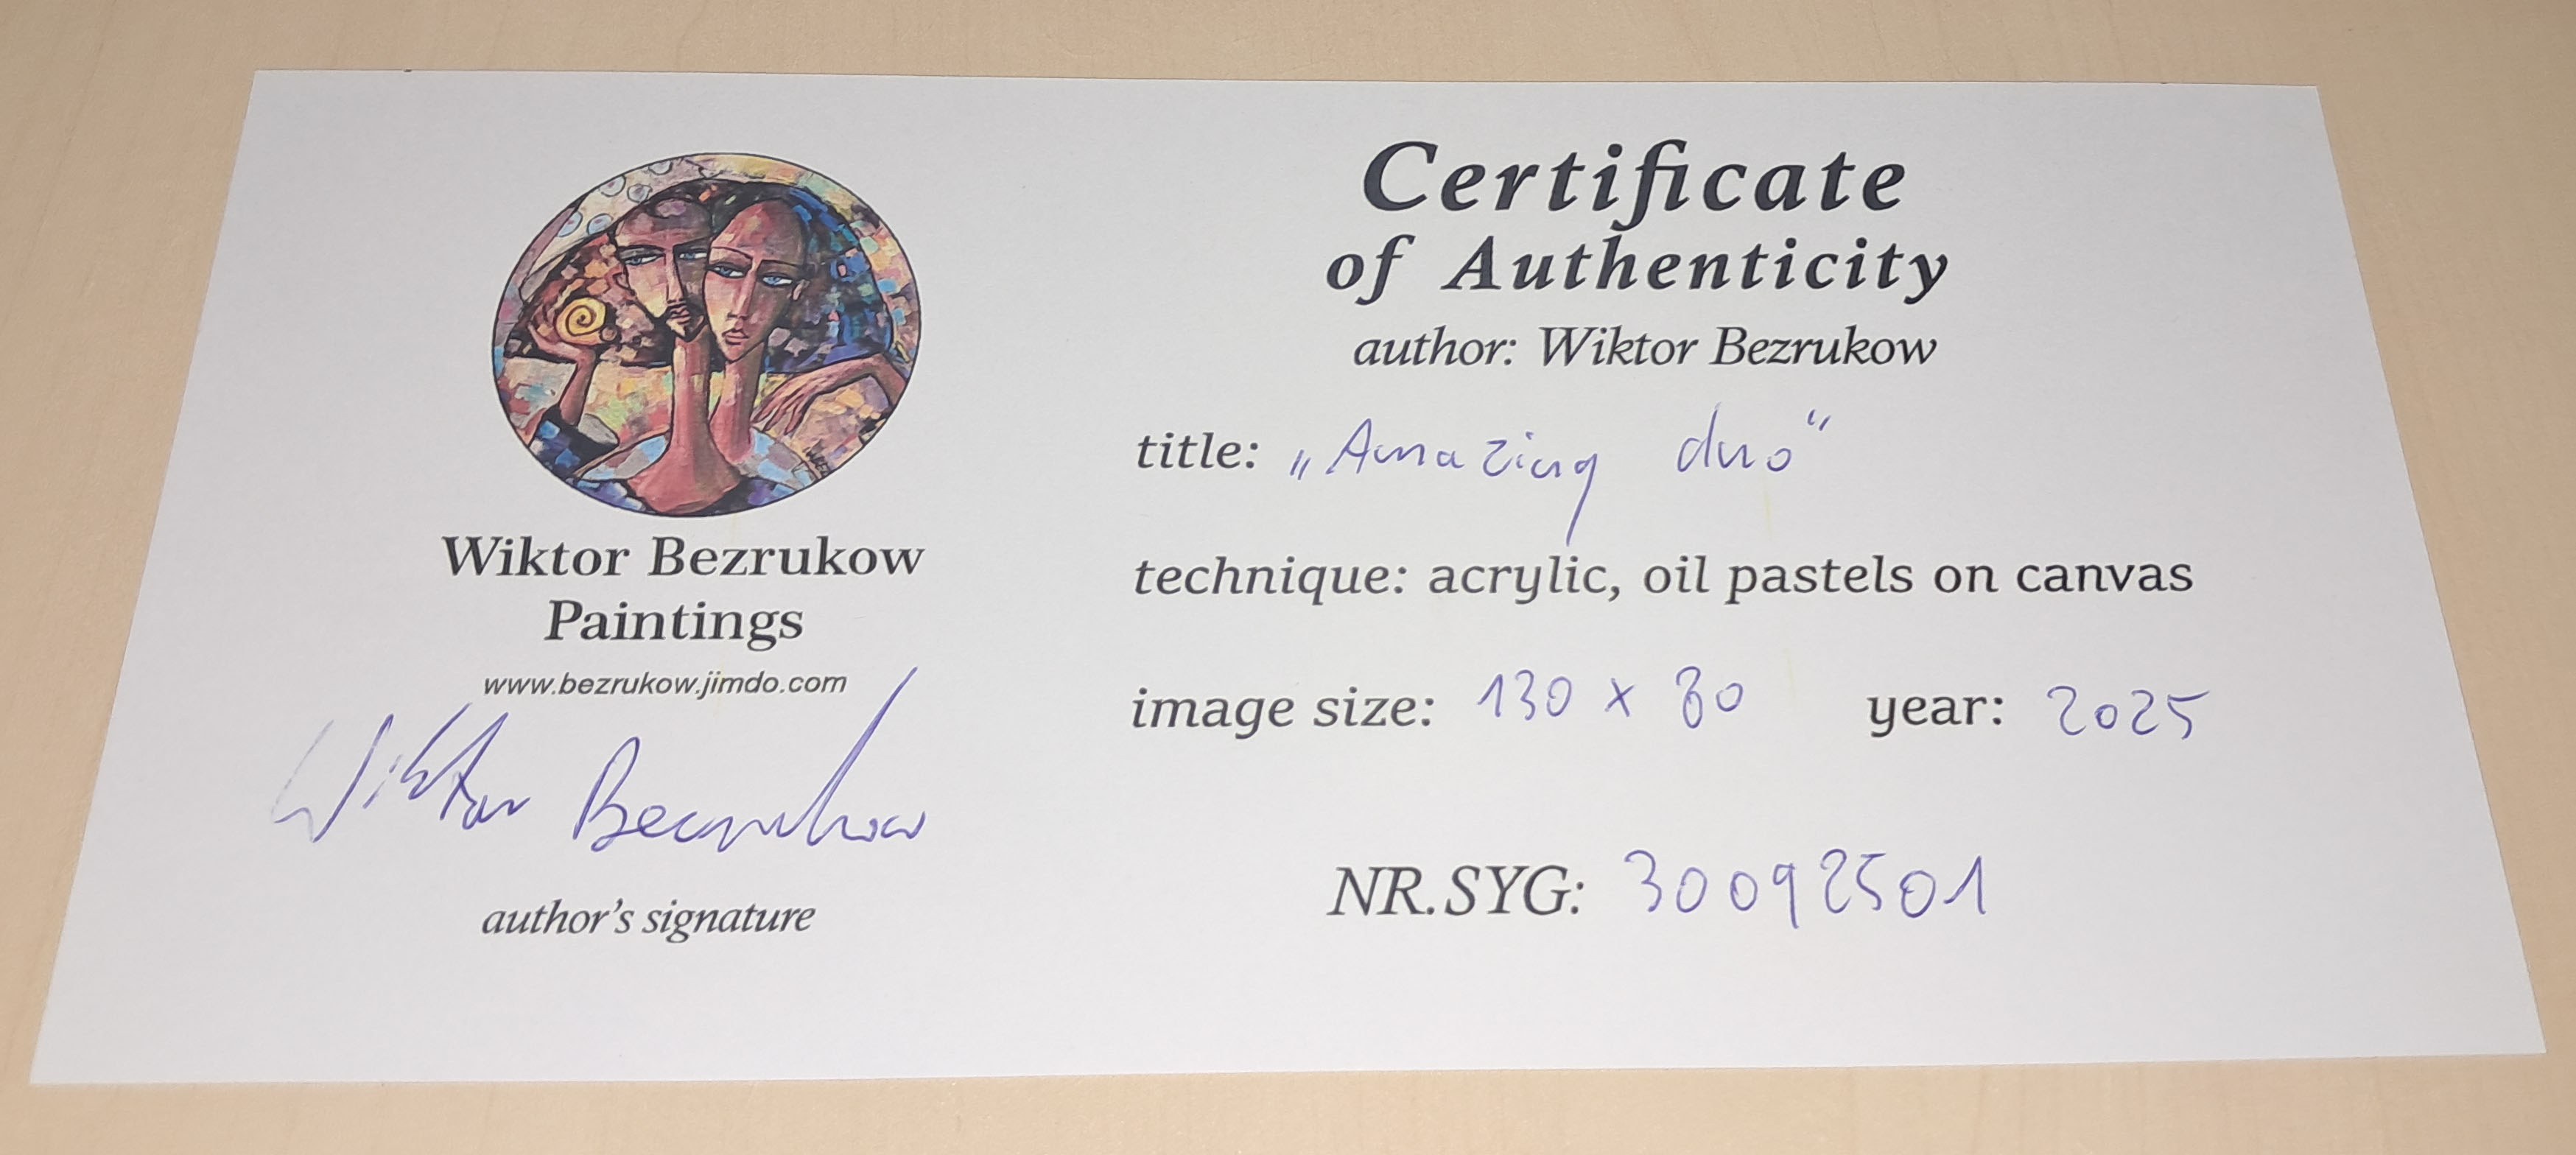 Certificate
of Authenticity
author: Wiktor Bezrukow
title: „Amazing duo“
technique: acrylic, oil pastels on canvas
image size: 130 x 80 year: 2025
NR.SYG: 30092501
Wiktor Bezrukow
Paintings
www.bezrukow.jimdo.com
Wiktor Bezrukow
author's signature